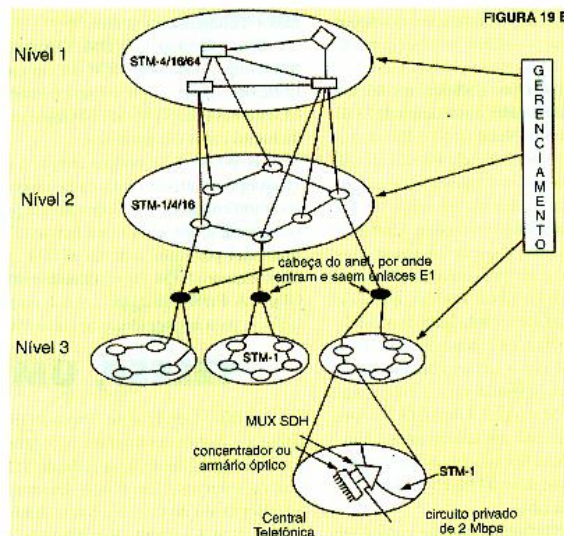 FIGURA 19 B
Nível 1
STM-4/16/64
GERENCIAMENTO
Nível 2
STM-1/4/16
cabeça do anel, por onde
entram e saem enlaces E1
Nível 3
STM-1
MUX SDH
concentrador ou
armário óptico
STM-1
Central
Telefônica
circuito privado
de 2 Mbps